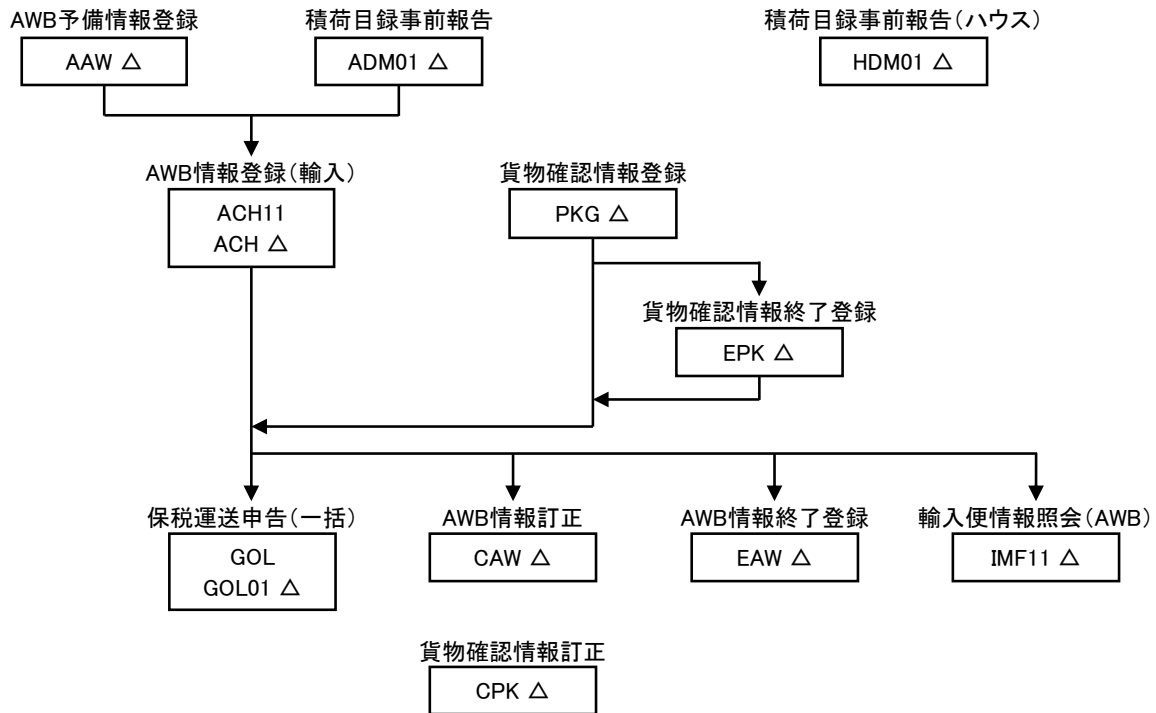 AWB予備情報登録
AAW △
積荷目録事前報告
ADM01 △
積荷目録事前報告(ハウス)
HDM01 △
AWB情報登録(輸入)
ACH11
ACH △
貨物確認情報登録
PKG △
貨物確認情報終了登録
EPK △
保税運送申告(一括)
GOL
GOL01 △
AWB情報訂正
CAW △
AWB情報終了登録
EAW △
輸入便情報照会(AWB)
IMF11 △
貨物確認情報訂正
CPK △